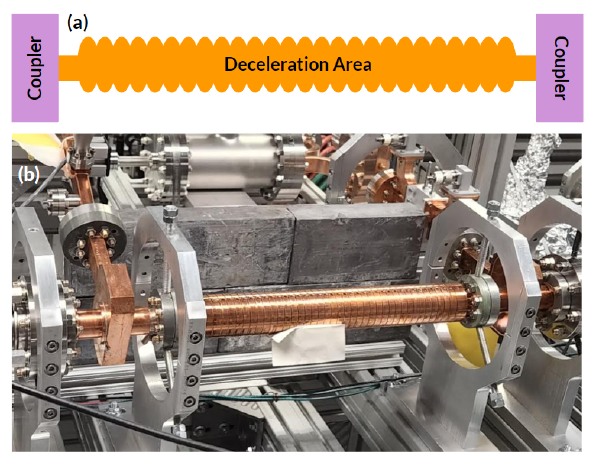 (a)
Coupler
Deceleration Area
Coupler
(b)